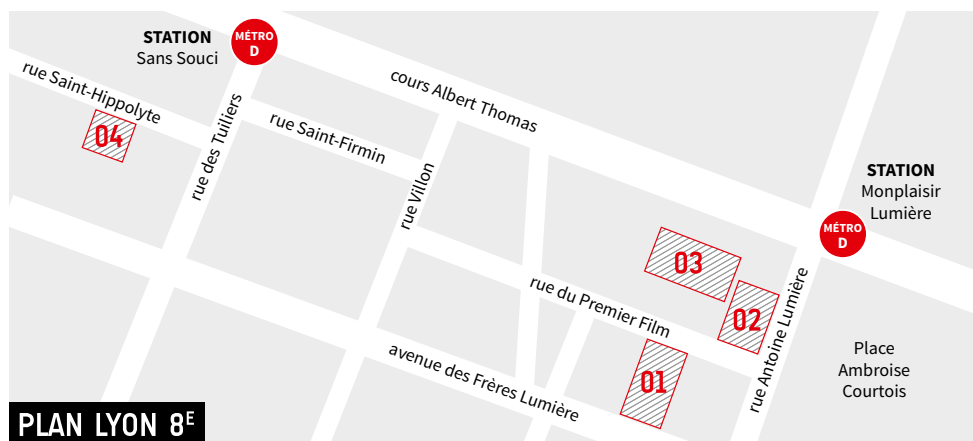 STATION
Sans Souci
MÉTRO
D
cours Albert Thomas
rue Saint-Hippolyte
04
rue des Tuiliers
rue Saint-Firmin
rue Villon
STATION
Monplaisir
Lumière
MÉTRO
D
03
02
rue du Premier Film
rue Antoine Lumière
01
avenue des Frères Lumière
Place
Ambroise
Courtois
PLAN LYON 8E